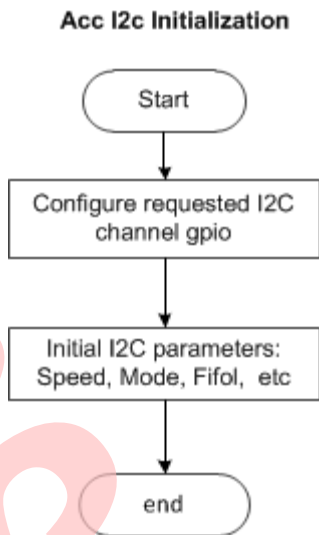 Acc I2c Initialization
Start
Configure requested I2C
channel gpio
Initial I2C parameters:
Speed, Mode, Fifol, etc
end